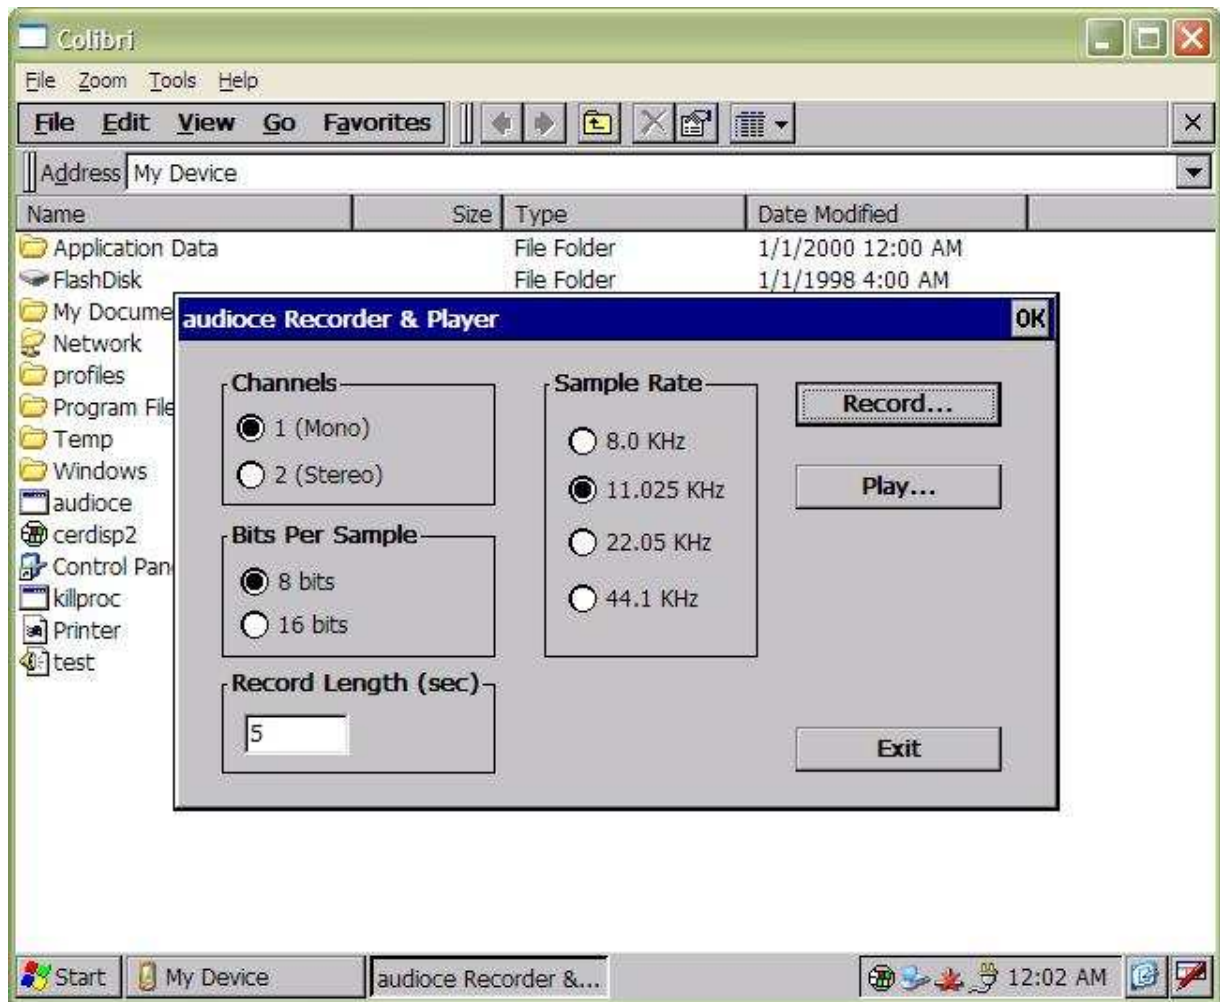 Colibri
File Zoom Tools Help
File Edit View Go Favorites
Address My Device
Name Size Type Date Modified
Application Data File Folder 1/1/2000 12:00 AM
FlashDisk File Folder 1/1/1998 4:00 AM
My Docume
Network
profiles
Program File
Temp
Windows
audioce
cerdisp2
Control Pan
killproc
Printer
test
audioce Recorder & Player OK
Channels
1 (Mono)
2 (Stereo)
Bits Per Sample
8 bits
16 bits
Record Length (sec)
5
Sample Rate
8.0 KHz
11.025 KHz
22.05 KHz
44.1 KHz
Record...
Play...
Exit
Start My Device audioce Recorder &... 12:02 AM